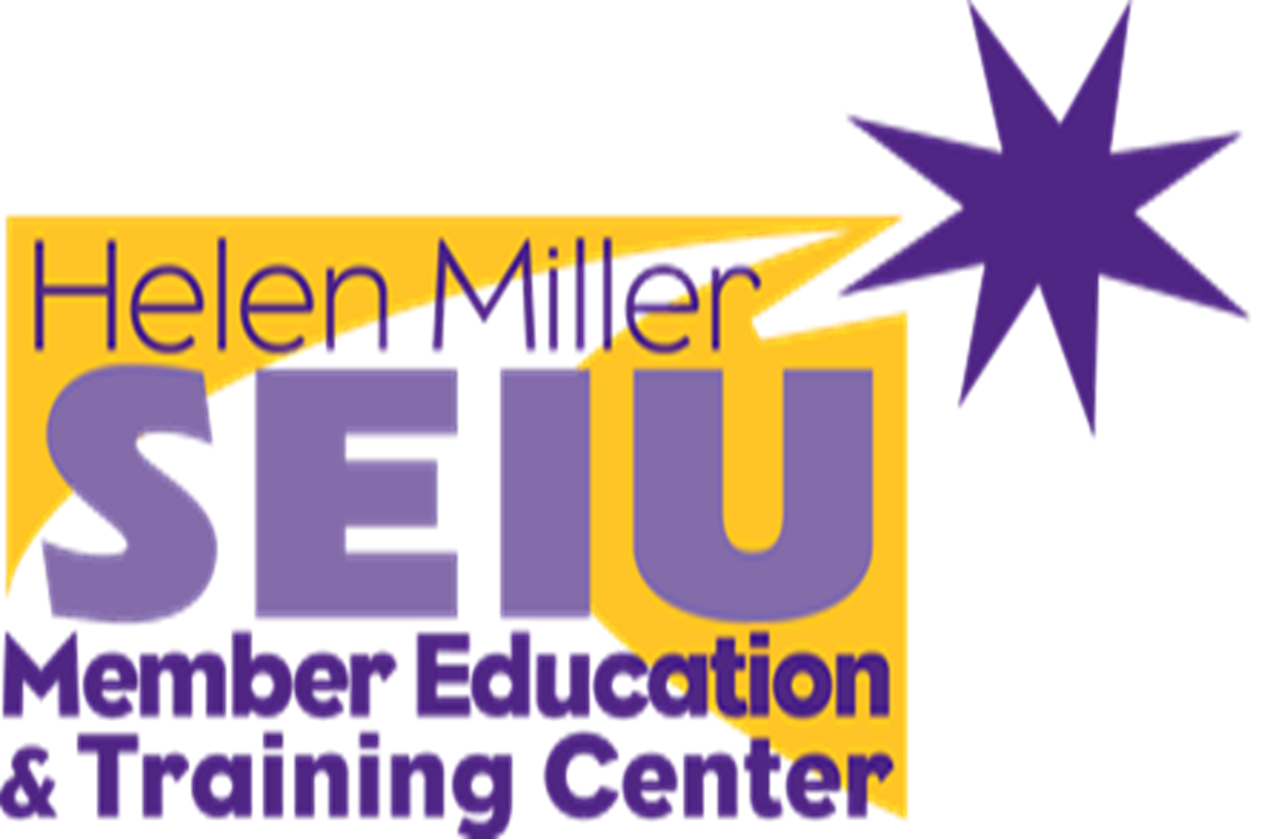 Helen Miller
SEIU
Member Education
& Training Center